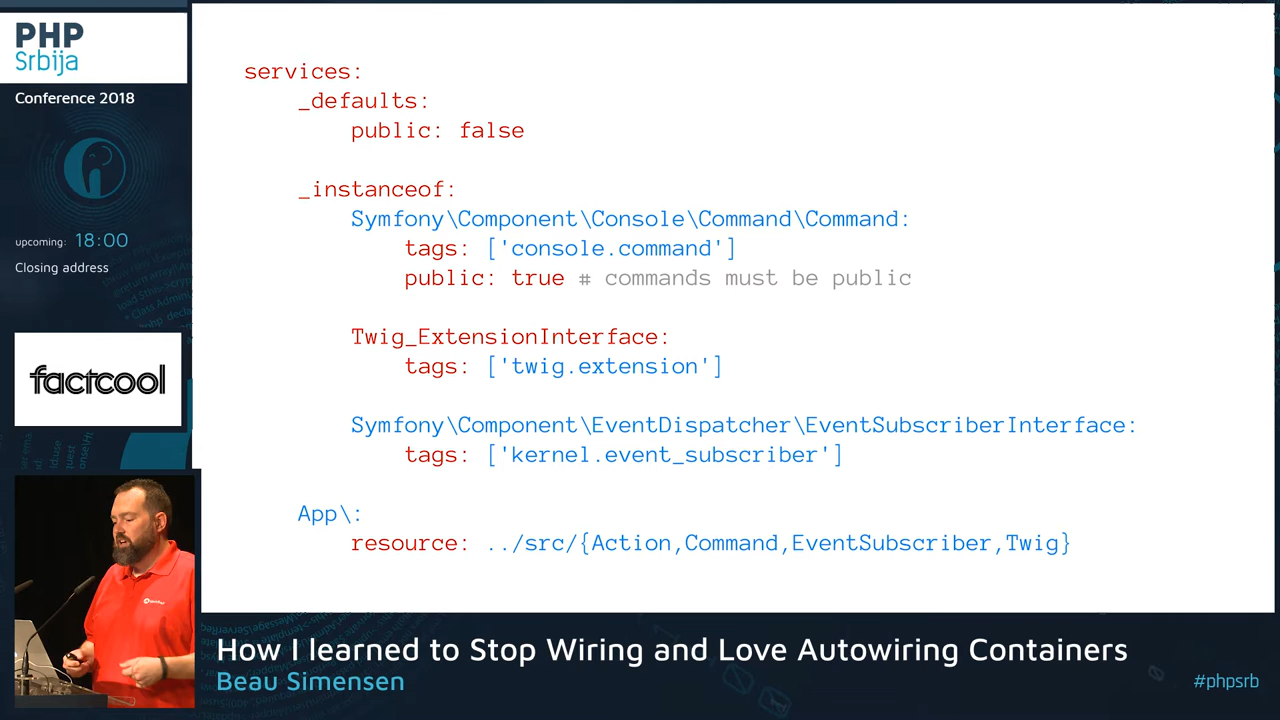 PHP
Srbija
Conference 2018
upcoming: 18:00
Closing address
factcool
services:
_defaults:
public: false
_instanceof:
Symfony\Component\Console\Command\Command:
tags: ['console.command']
public: true # commands must be public
Twig_ExtensionInterface:
tags: ['twig.extension']
Symfony\Component\EventDispatcher\EventSubscriberInterface:
tags: ['kernel.event_subscriber']
App\:
resource: ../src/{Action,Command,EventSubscriber,Twig}
How I learned to Stop Wiring and Love Autowiring Containers
Beau Simensen
#phpsrb